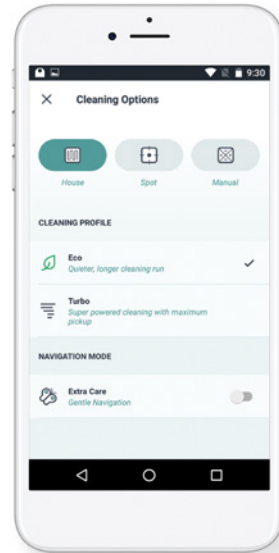 9:30
Cleaning Options
House Spot Manual
CLEANING PROFILE
Eco
Quieter, longer cleaning run
Turbo
Super powered cleaning with maximum
pickup
NAVIGATION MODE
Extra Care
Gentle Navigation